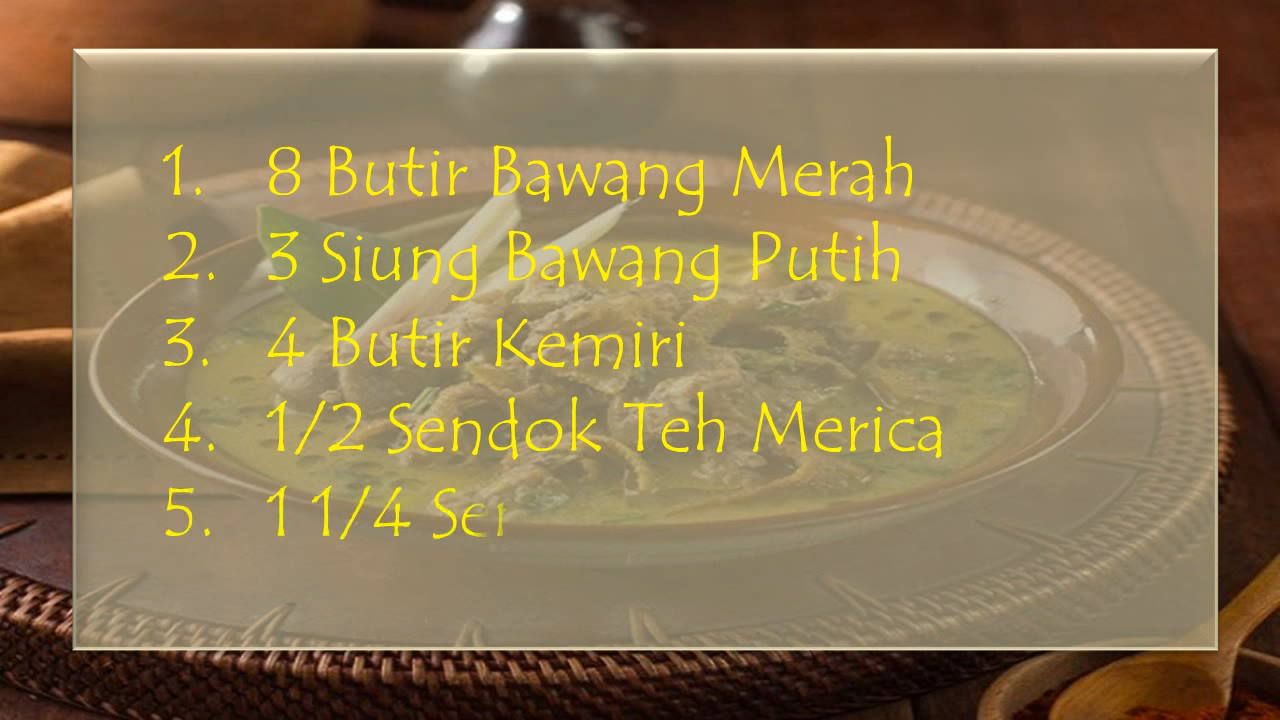 1. 8 Butir Bawang Merah
2. 3 Siung Bawang Putih
3. 4 Butir Kemiri
4. 1/2 Sendok Teh Merica
5. 1 1/4